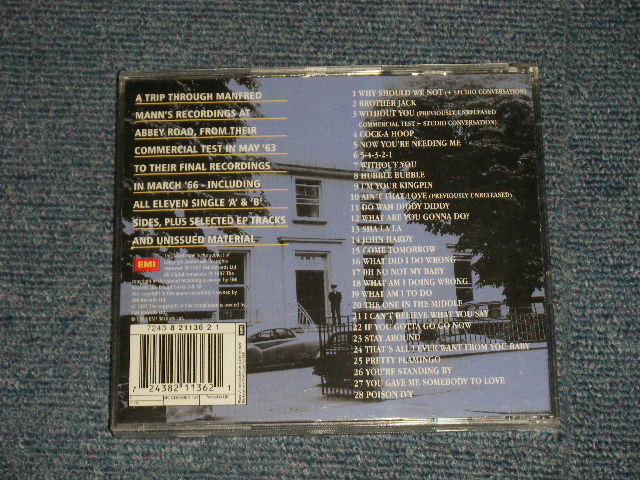 A TRIP THROUGH MANFRED
MANN'S RECORDINGS AT
ABBEY ROAD, FROM THEIR
COMMERCIAL TEST IN MAY '63
TO THEIR FINAL RECORDINGS
IN MARCH '66 - INCLUDING
ALL ELEVEN SINGLE 'A' & 'B'
SIDES, PLUS SELECTED EP TRACKS
AND UNISSUED MATERIAL
EMI
7243 8 21136 2 1
7 24382 11362 1
1 WHY SHOULD WE NOT (+ STUDIO CONVERSATION)
2 BROTHER JACK
3 WITHOUT YOU (PREVIOUSLY UNRELEASED
COMMERCIAL TEST + STUDIO CONVERSATION)
4 COCK-A HOOP
5 NOW YOU'RE NEEDING ME
6 5-4-3-2-1
7 WITHOUT YOU
8 HUBBLE BUBBLE
9 I'M YOUR KINGPIN
10 AIN'T THAT LOVE (PREVIOUSLY UNRELEASED)
11 DO WAH DIDDY DIDDY
12 WHAT ARE YOU GONNA DO?
13 SHA LA LA
14 JOHN HARDY
15 COME TOMORROW
16 WHAT DID I DO WRONG
17 OH NO NOT MY BABY
18 WHAT AM I DOING WRONG
19 WHAT AM I TO DO
20 THE ONE IN THE MIDDLE
21 I CAN'T BELIEVE WHAT YOU SAY
22 IF YOU GOTTA GO GO NOW
23 STAY AROUND
24 THAT'S ALL I EVER WANT FROM YOU BABY
25 PRETTY FLAMINGO
26 YOU'RE STANDING BY
27 YOU GAVE ME SOMEBODY TO LOVE
28 POISON IVY